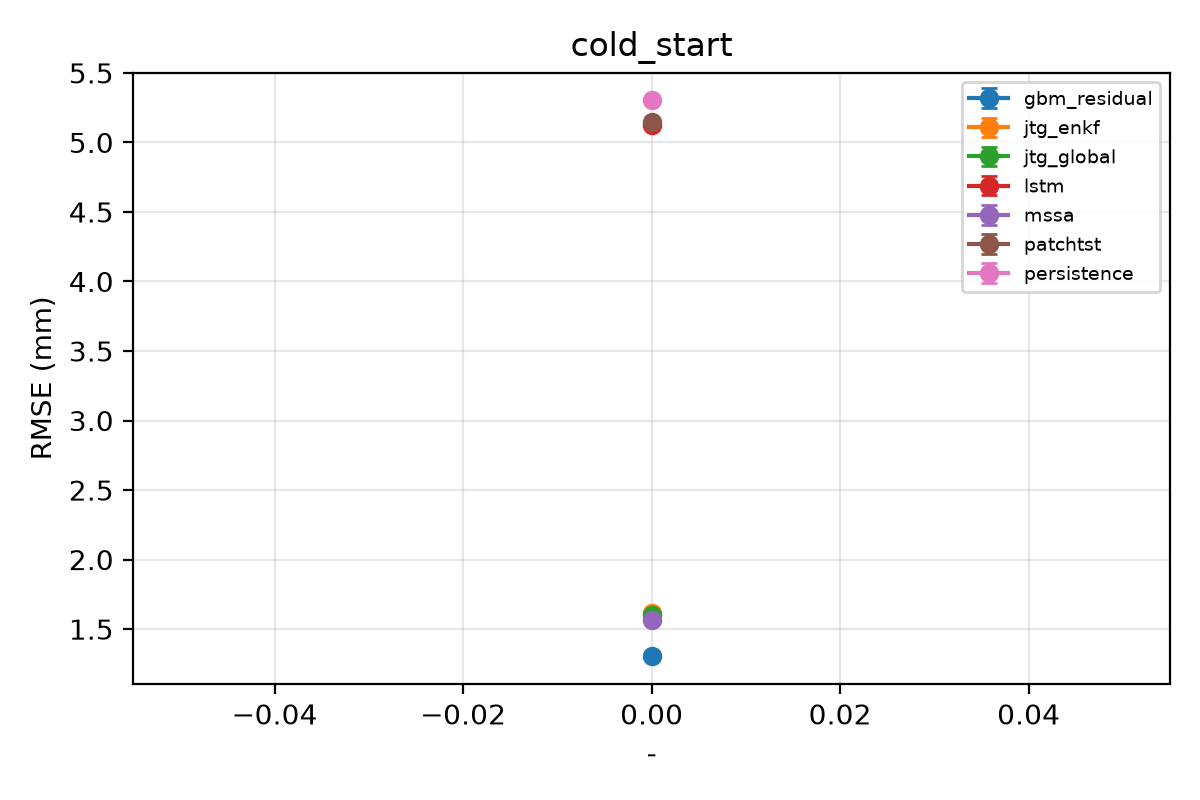 cold_start
5.5
5.0
4.5
4.0
3.5
3.0
2.5
2.0
1.5
RMSE (mm)
gbm_residual
jtg_enkf
jtg_global
lstm
mssa
patchtst
persistence
−0.04 −0.02 0.00 0.02 0.04
-